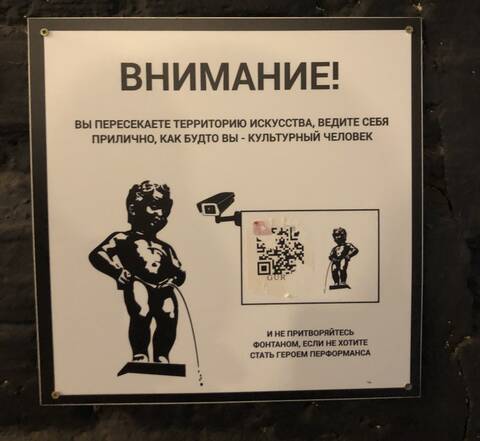 ВНИМАНИЕ!
ВЫ ПЕРЕСЕКАЕТЕ ТЕРРИТОРИЮ ИСКУССТВА, ВЕДИТЕ СЕБЯ
ПРИЛИЧНО, КАК БУДТО ВЫ - КУЛЬТУРНЫЙ ЧЕЛОВЕК
GUR
И НЕ ПРИТВОРЯЙТЕСЬ
ФОНТАНОМ, ЕСЛИ НЕ ХОТИТЕ
СТАТЬ ГЕРОЕМ ПЕРФОРМАНСА